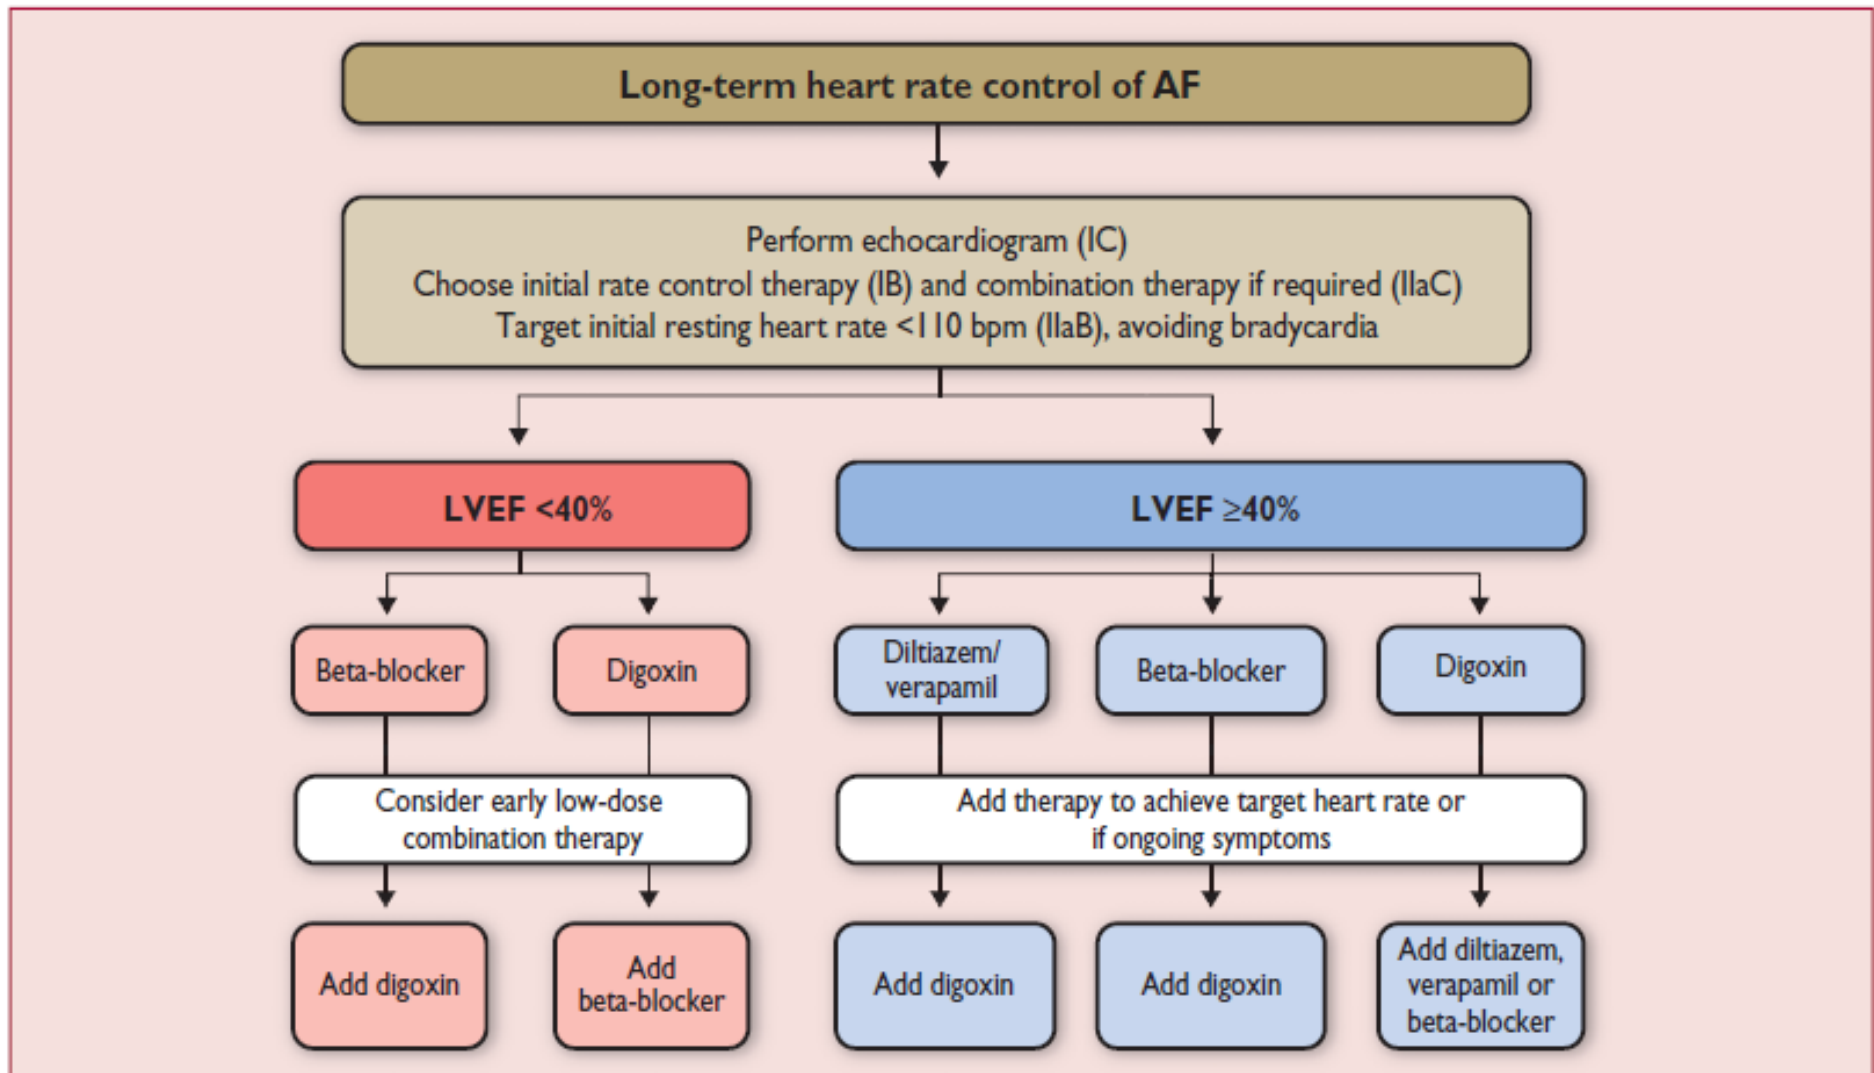 Long-term heart rate control of AF
Perform echocardiogram (IC)
Choose initial rate control therapy (IB) and combination therapy if required (IIaC)
Target initial resting heart rate <110 bpm (IIaB), avoiding bradycardia
LVEF <40%
LVEF ≥40%
Beta-blocker
Digoxin
Diltiazem/
verapamil
Beta-blocker
Digoxin
Consider early low-dose
combination therapy
Add therapy to achieve target heart rate or
if ongoing symptoms
Add digoxin
Add
beta-blocker
Add digoxin
Add digoxin
Add diltiazem,
verapamil or
beta-blocker